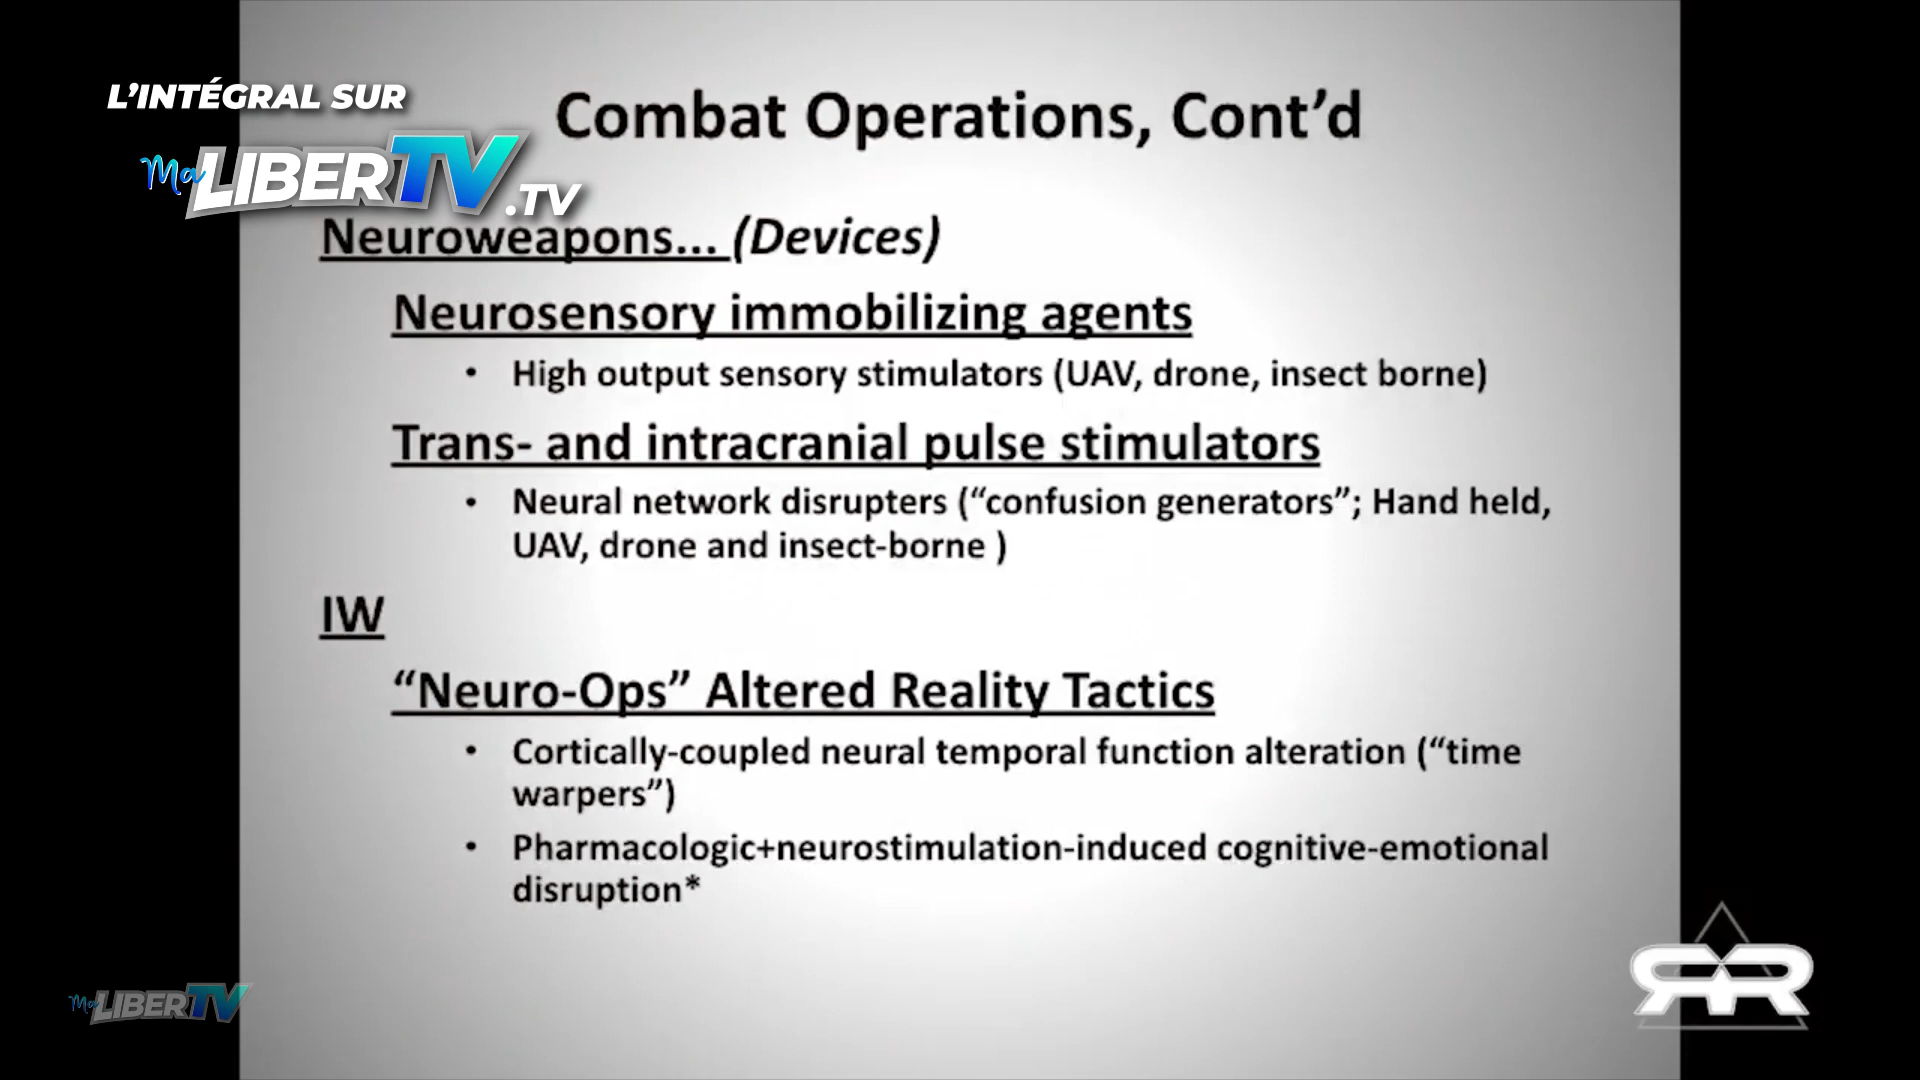 L'INTÉGRAL SUR
Ma LIBERTV.TV
Combat Operations, Cont’d
Neuroweapons... (Devices)
Neurosensory immobilizing agents
• High output sensory stimulators (UAV, drone, insect borne)
Trans- and intracranial pulse stimulators
• Neural network disrupters (“confusion generators”; Hand held,
UAV, drone and insect-borne )
IW
“Neuro-Ops” Altered Reality Tactics
• Cortically-coupled neural temporal function alteration (“time
warpers”)
• Pharmacologic+neurostimulation-induced cognitive-emotional
disruption*
Ma LIBERTV
RR